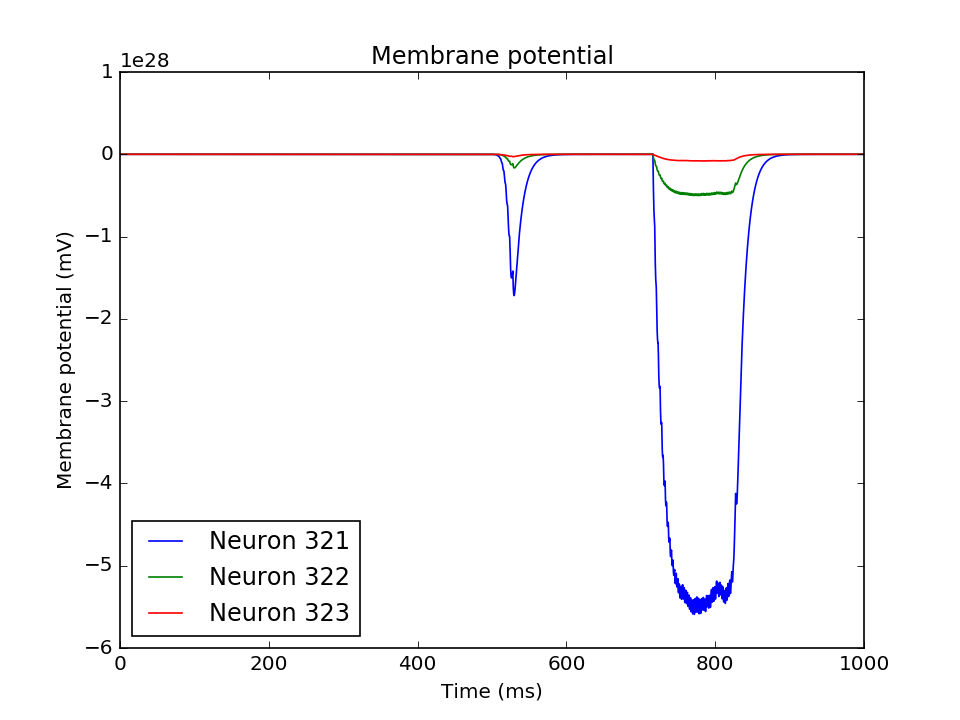 Membrane potential
1e28
1
0
−1
−2
−3
−4
−5
−6
Membrane potential (mV)
Neuron 321
Neuron 322
Neuron 323
0 200 400 600 800 1000
Time (ms)